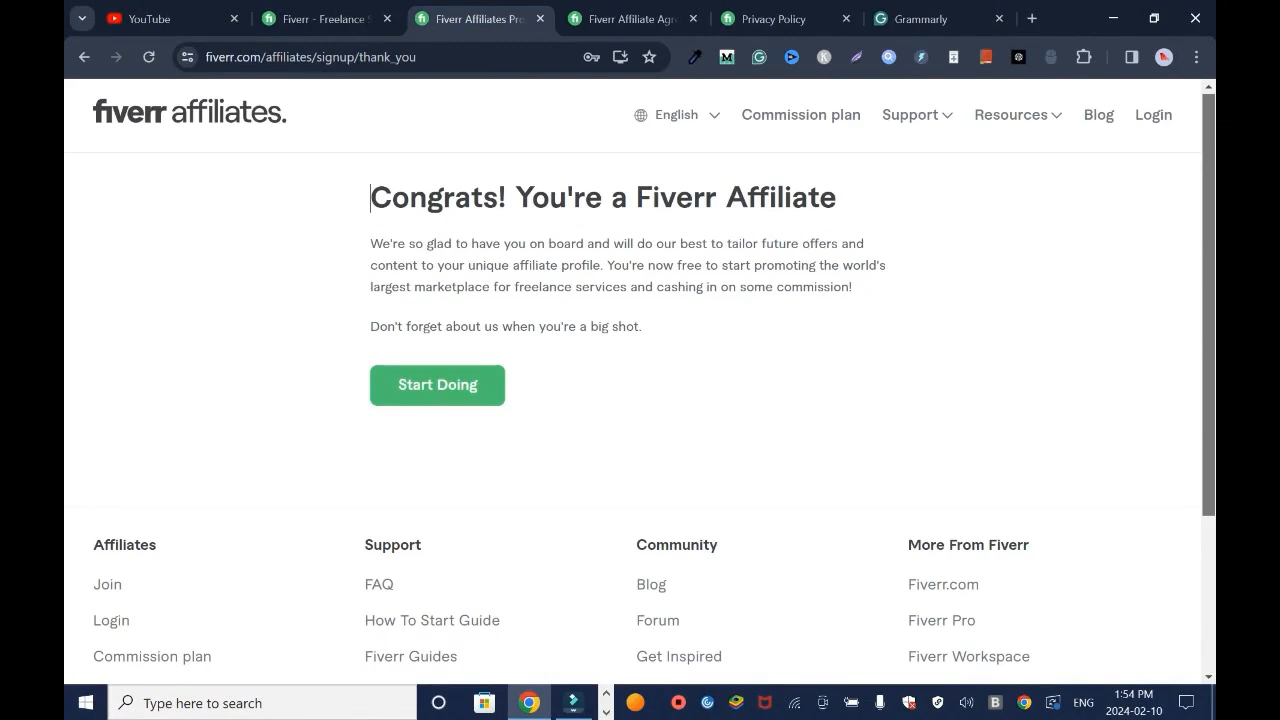 YouTube
Fiverr - Freelance S
Fiverr Affiliates Pro
Fiverr Affiliate Agre
Privacy Policy
Grammarly
fiverr.com/affiliates/signup/thank_you
fiverr affiliates.
English
Commission plan
Support
Resources
Blog
Login
Congrats! You're a Fiverr Affiliate
We're so glad to have you on board and will do our best to tailor future offers and
content to your unique affiliate profile. You're now free to start promoting the world's
largest marketplace for freelance services and cashing in on some commission!
Don't forget about us when you're a big shot.
Start Doing
Affiliates
Join
Login
Commission plan
Support
FAQ
How To Start Guide
Fiverr Guides
Community
Blog
Forum
Get Inspired
More From Fiverr
Fiverr.com
Fiverr Pro
Fiverr Workspace
Type here to search
ENG
1:54 PM
2024-02-10